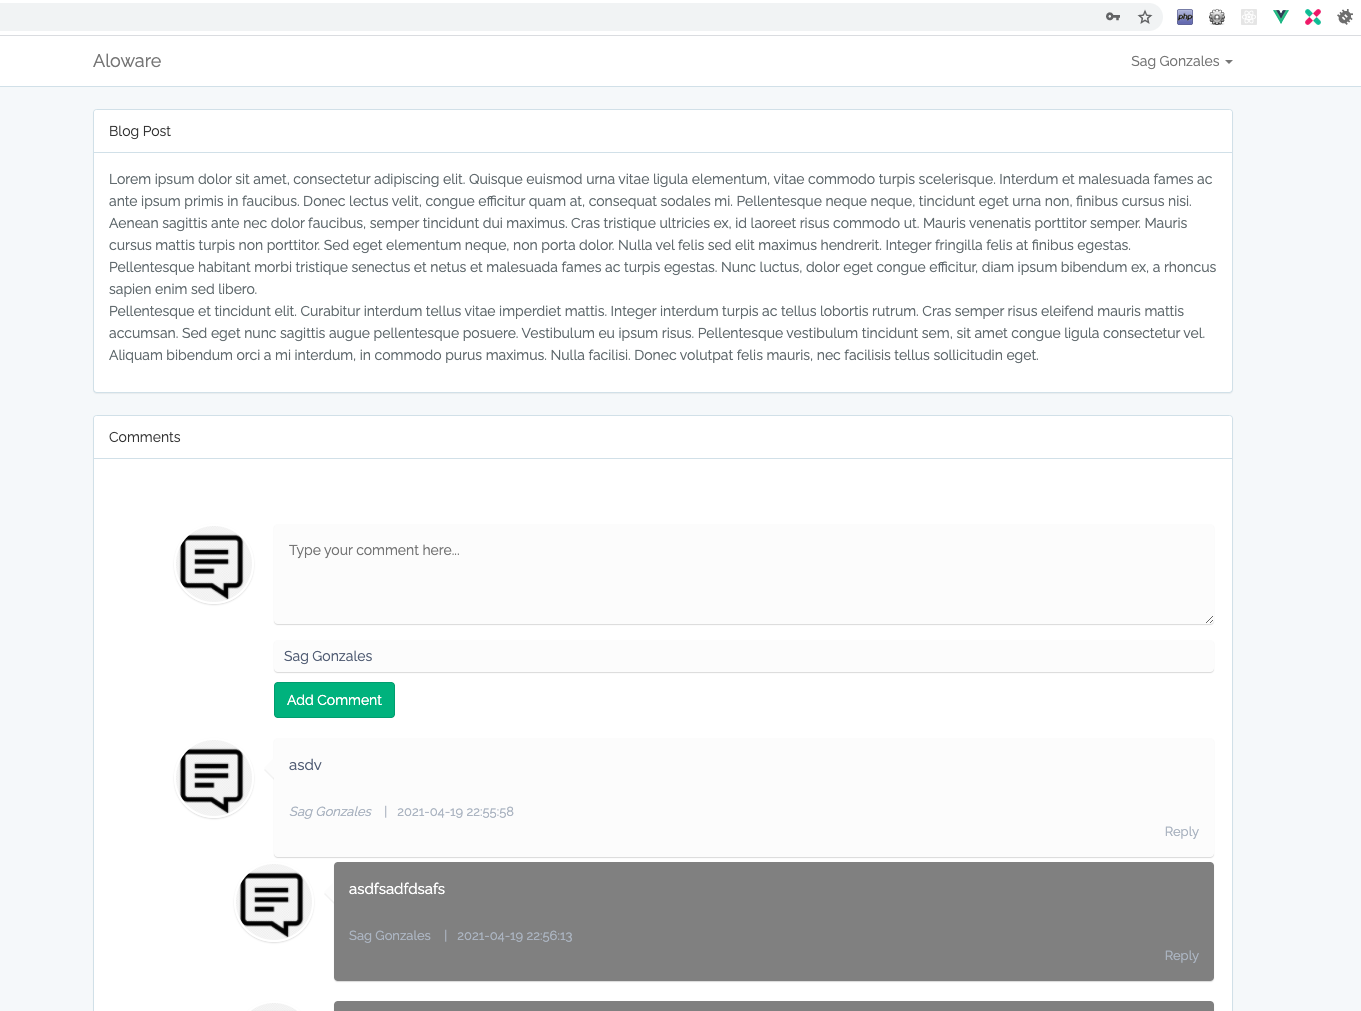 php
Aloware
Sag Gonzales
Blog Post
Lorem ipsum dolor sit amet, consectetur adipiscing elit. Quisque euismod urna vitae ligula elementum, vitae commodo turpis scelerisque. Interdum et malesuada fames ac
ante ipsum primis in faucibus. Donec lectus velit, congue efficitur quam at, consequat sodales mi. Pellentesque neque neque, tincidunt eget urna non, finibus cursus nisi.
Aenean sagittis ante nec dolor faucibus, semper tincidunt dui maximus. Cras tristique ultricies ex, id laoreet risus commodo ut. Mauris venenatis porttitor semper. Mauris
cursus mattis turpis non porttitor. Sed eget elementum neque, non porta dolor. Nulla vel felis sed elit maximus hendrerit. Integer fringilla felis at finibus egestas.
Pellentesque habitant morbi tristique senectus et netus et malesuada fames ac turpis egestas. Nunc luctus, dolor eget congue efficitur, diam ipsum bibendum ex, a rhoncus
sapien enim sed libero.
Pellentesque et tincidunt elit. Curabitur interdum tellus vitae imperdiet mattis. Integer interdum turpis ac tellus lobortis rutrum. Cras semper risus eleifend mauris mattis
accumsan. Sed eget nunc sagittis augue pellentesque posuere. Vestibulum eu ipsum risus. Pellentesque vestibulum tincidunt sem, sit amet congue ligula consectetur vel.
Aliquam bibendum orci a mi interdum, in commodo purus maximus. Nulla facilisi. Donec volutpat felis mauris, nec facilisis tellus sollicitudin eget.
Comments
Type your comment here...
Sag Gonzales
Add Comment
asdv
Sag Gonzales | 2021-04-19 22:55:58
Reply
asdfsadfdsafs
Sag Gonzales | 2021-04-19 22:56:13
Reply